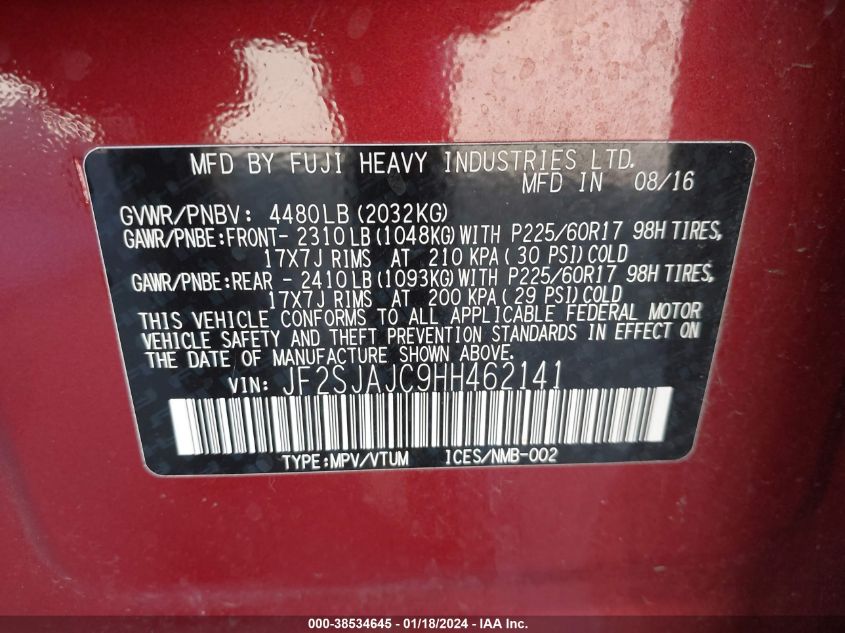 MFD BY FUJI HEAVY INDUSTRIES LTD.
MFD IN 08/16
GVWR/PNBV: 4480LB (2032KG)
GAWR/PNBE:FRONT- 2310LB (1048KG) WITH P225/60R17 98H TIRES,
17X7J RIMS AT 210 KPA ( 30 PSI) COLD
GAWR/PNBE:REAR - 2410LB (1093KG) WITH P225/60R17 98H TIRES,
17X7J RIMS AT 200 KPA ( 29 PSI) COLD
THIS VEHICLE CONFORMS TO ALL APPLICABLE FEDERAL MOTOR
VEHICLE SAFETY AND THEFT PREVENTION STANDARDS IN EFFECT ON
THE DATE OF MANUFACTURE SHOWN ABOVE.
VIN: JF2SJAJC9HH462141
TYPE:MPV/VTUM ICES/NMB-002
000-38534645 - 01/18/2024 - IAA Inc.